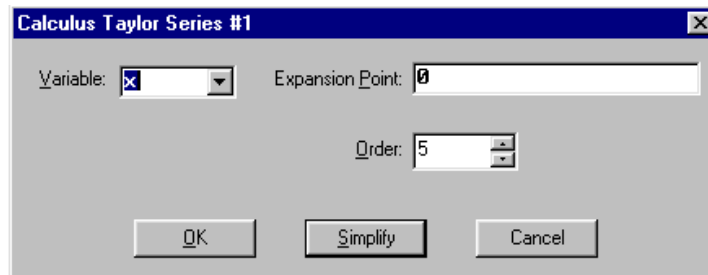 Calculus Taylor Series #1
Variable: x Expansion Point: 0
Order: 5
OK Simplify Cancel